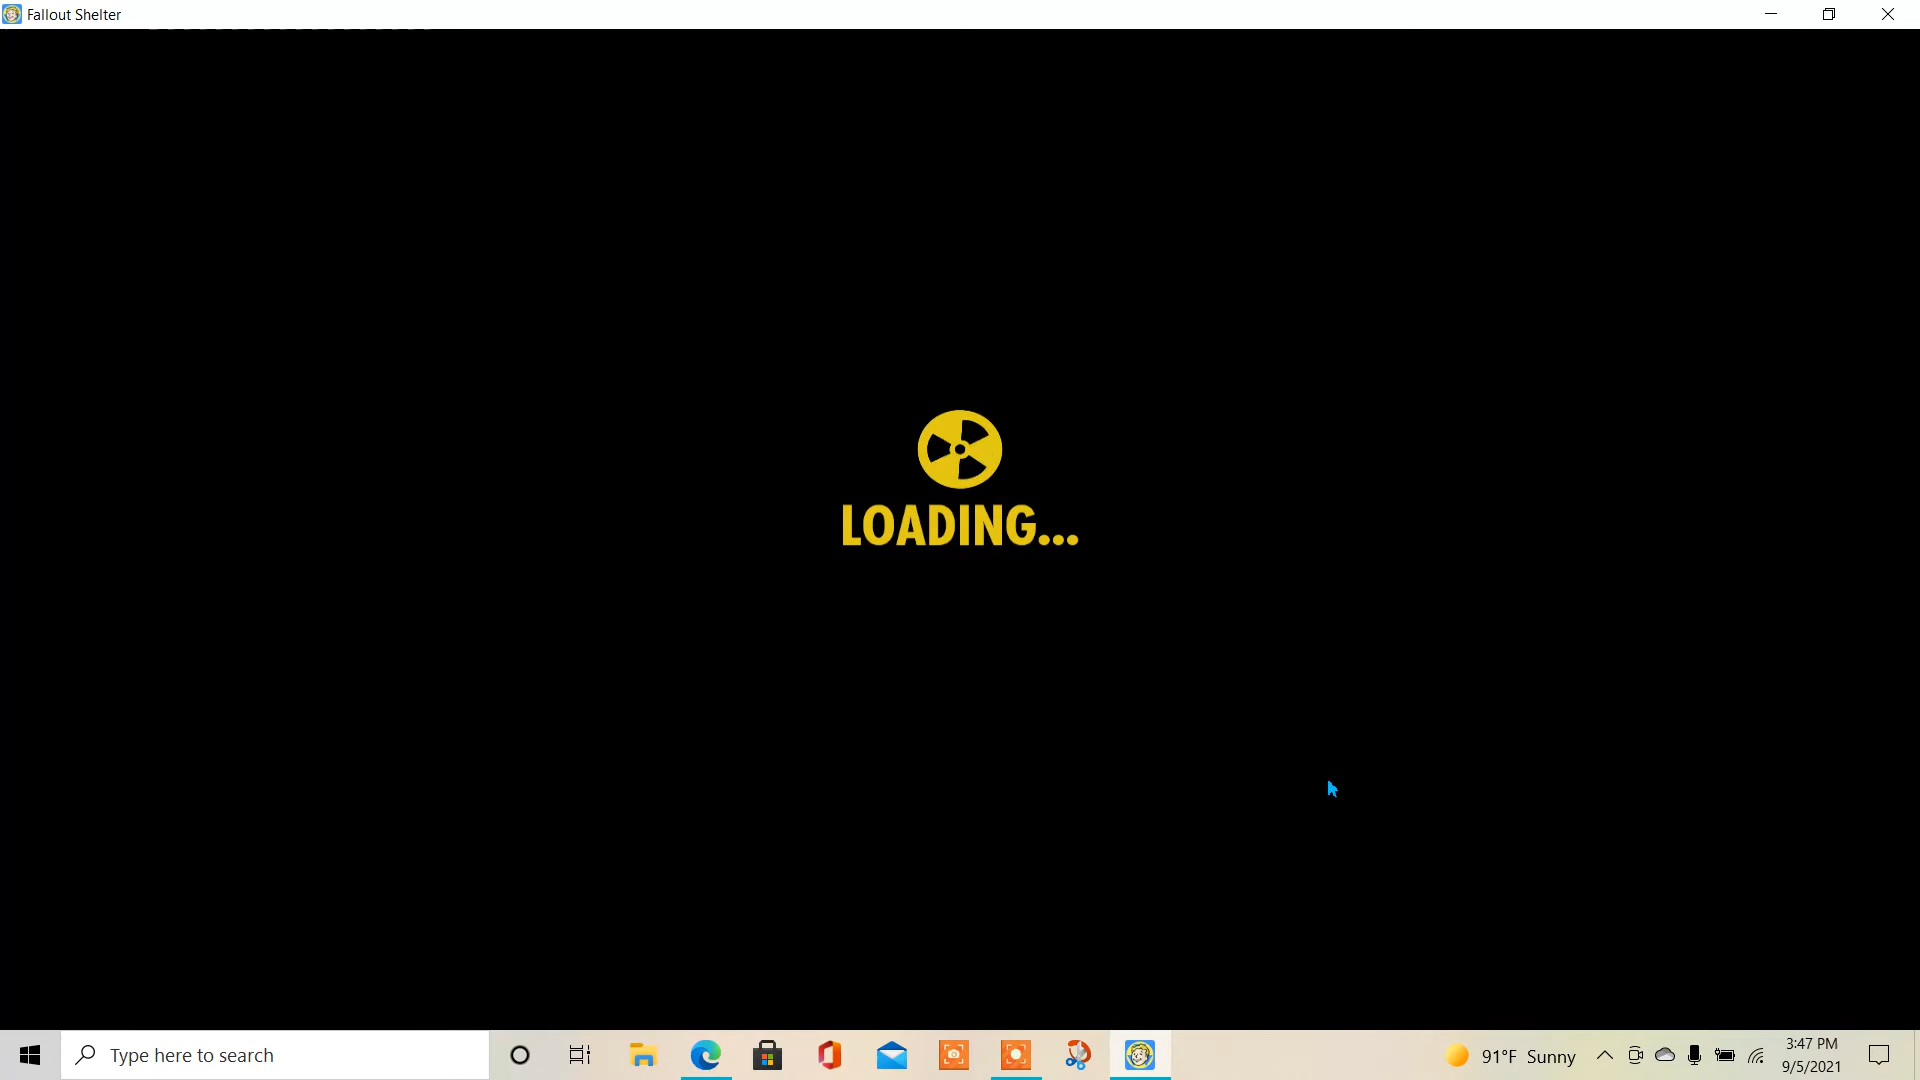 Fallout Shelter
LOADING...
Type here to search
91°F Sunny
3:47 PM
9/5/2021